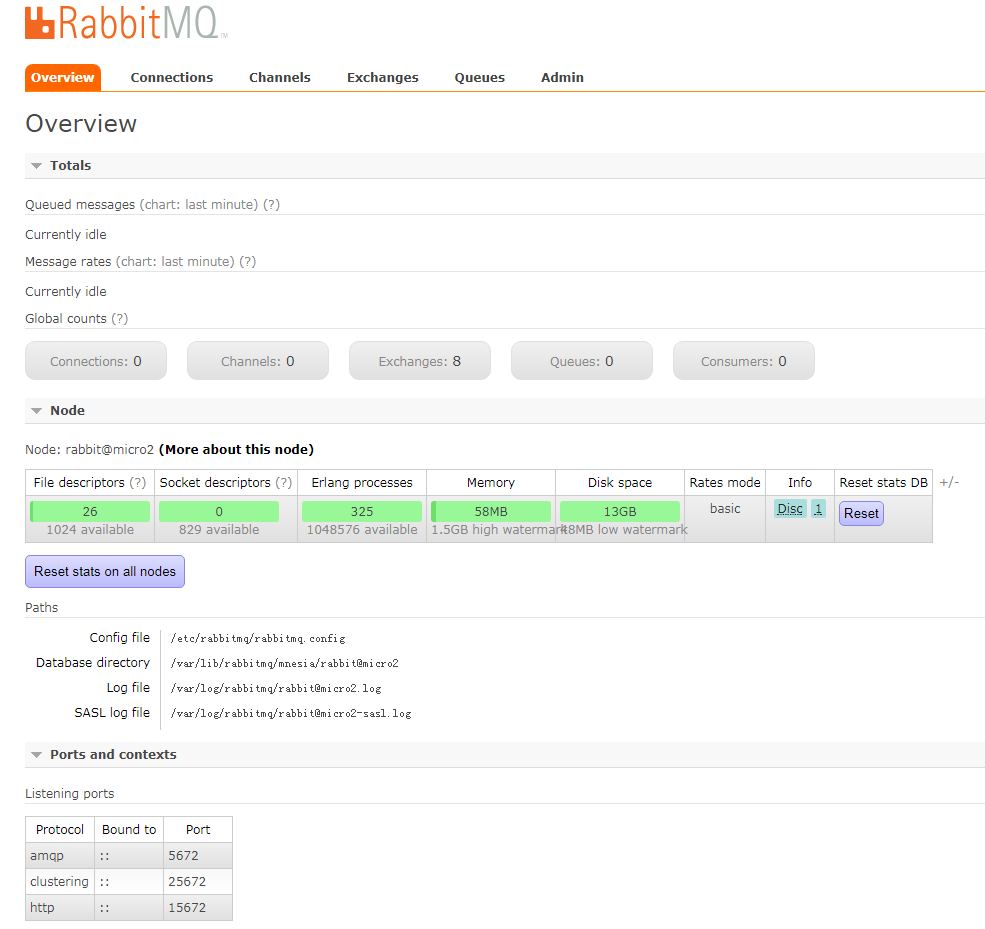 RabbitMQ™
Overview Connections Channels Exchanges Queues Admin
Overview
Totals
Queued messages (chart: last minute) (?)
Currently idle
Message rates (chart: last minute) (?)
Currently idle
Global counts (?)
Connections: 0 Channels: 0 Exchanges: 8 Queues: 0 Consumers: 0
Node
Node: rabbit@micro2 (More about this node)
File descriptors (?) Socket descriptors (?) Erlang processes Memory Disk space Rates mode Info Reset stats DB +/-
26 0 325 58MB 13GB basic Disc 1 Reset
1024 available 829 available 1048576 available 1.5GB high watermark 48MB low watermark
Reset stats on all nodes
Paths
Config file /etc/rabbitmq/rabbitmq.config
Database directory /var/lib/rabbitmq/mnesia/rabbit@micro2
Log file /var/log/rabbitmq/rabbit@micro2.log
SASL log file /var/log/rabbitmq/rabbit@micro2-sasl.log
Ports and contexts
Listening ports
Protocol Bound to Port
amqp :: 5672
clustering :: 25672
http :: 15672